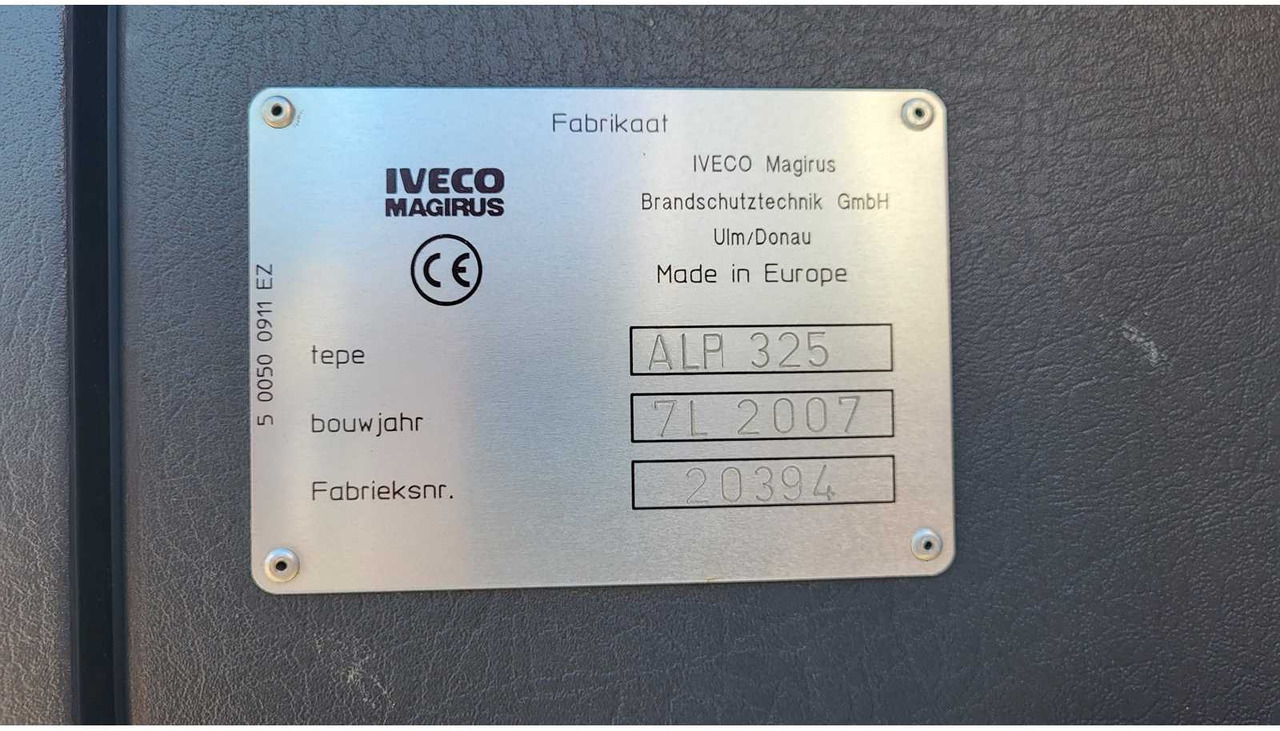 Fabrikaat
IVECO
MAGIRUS
IVECO Magirus
Brandschutztechnik GmbH
Ulm/Donau
Made in Europe
CE
5 0050 0911 EZ
tepe
ALP 325
bouwjahr
7L 2007
Fabrieksnr.
20394